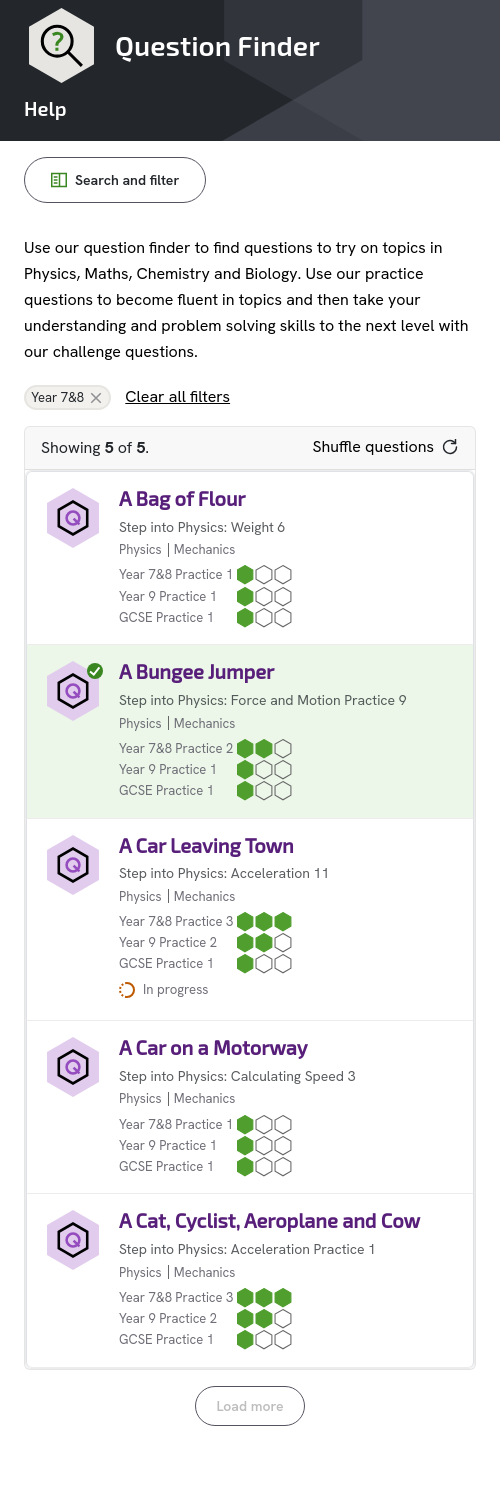 ?
Question Finder
Help
Search and filter
Use our question finder to find questions to try on topics in
Physics, Maths, Chemistry and Biology. Use our practice
questions to become fluent in topics and then take your
understanding and problem solving skills to the next level with
our challenge questions.
Year 7&8
Clear all filters
Showing 5 of 5.
Shuffle questions
Q
A Bag of Flour
Step into Physics: Weight 6
Physics | Mechanics
Year 7&8 Practice 1
Year 9 Practice 1
GCSE Practice 1
Q
A Bungee Jumper
Step into Physics: Force and Motion Practice 9
Physics | Mechanics
Year 7&8 Practice 2
Year 9 Practice 1
GCSE Practice 1
Q
A Car Leaving Town
Step into Physics: Acceleration 11
Physics | Mechanics
Year 7&8 Practice 3
Year 9 Practice 2
GCSE Practice 1
In progress
Q
A Car on a Motorway
Step into Physics: Calculating Speed 3
Physics | Mechanics
Year 7&8 Practice 1
Year 9 Practice 1
GCSE Practice 1
Q
A Cat, Cyclist, Aeroplane and Cow
Step into Physics: Acceleration Practice 1
Physics | Mechanics
Year 7&8 Practice 3
Year 9 Practice 2
GCSE Practice 1
Load more